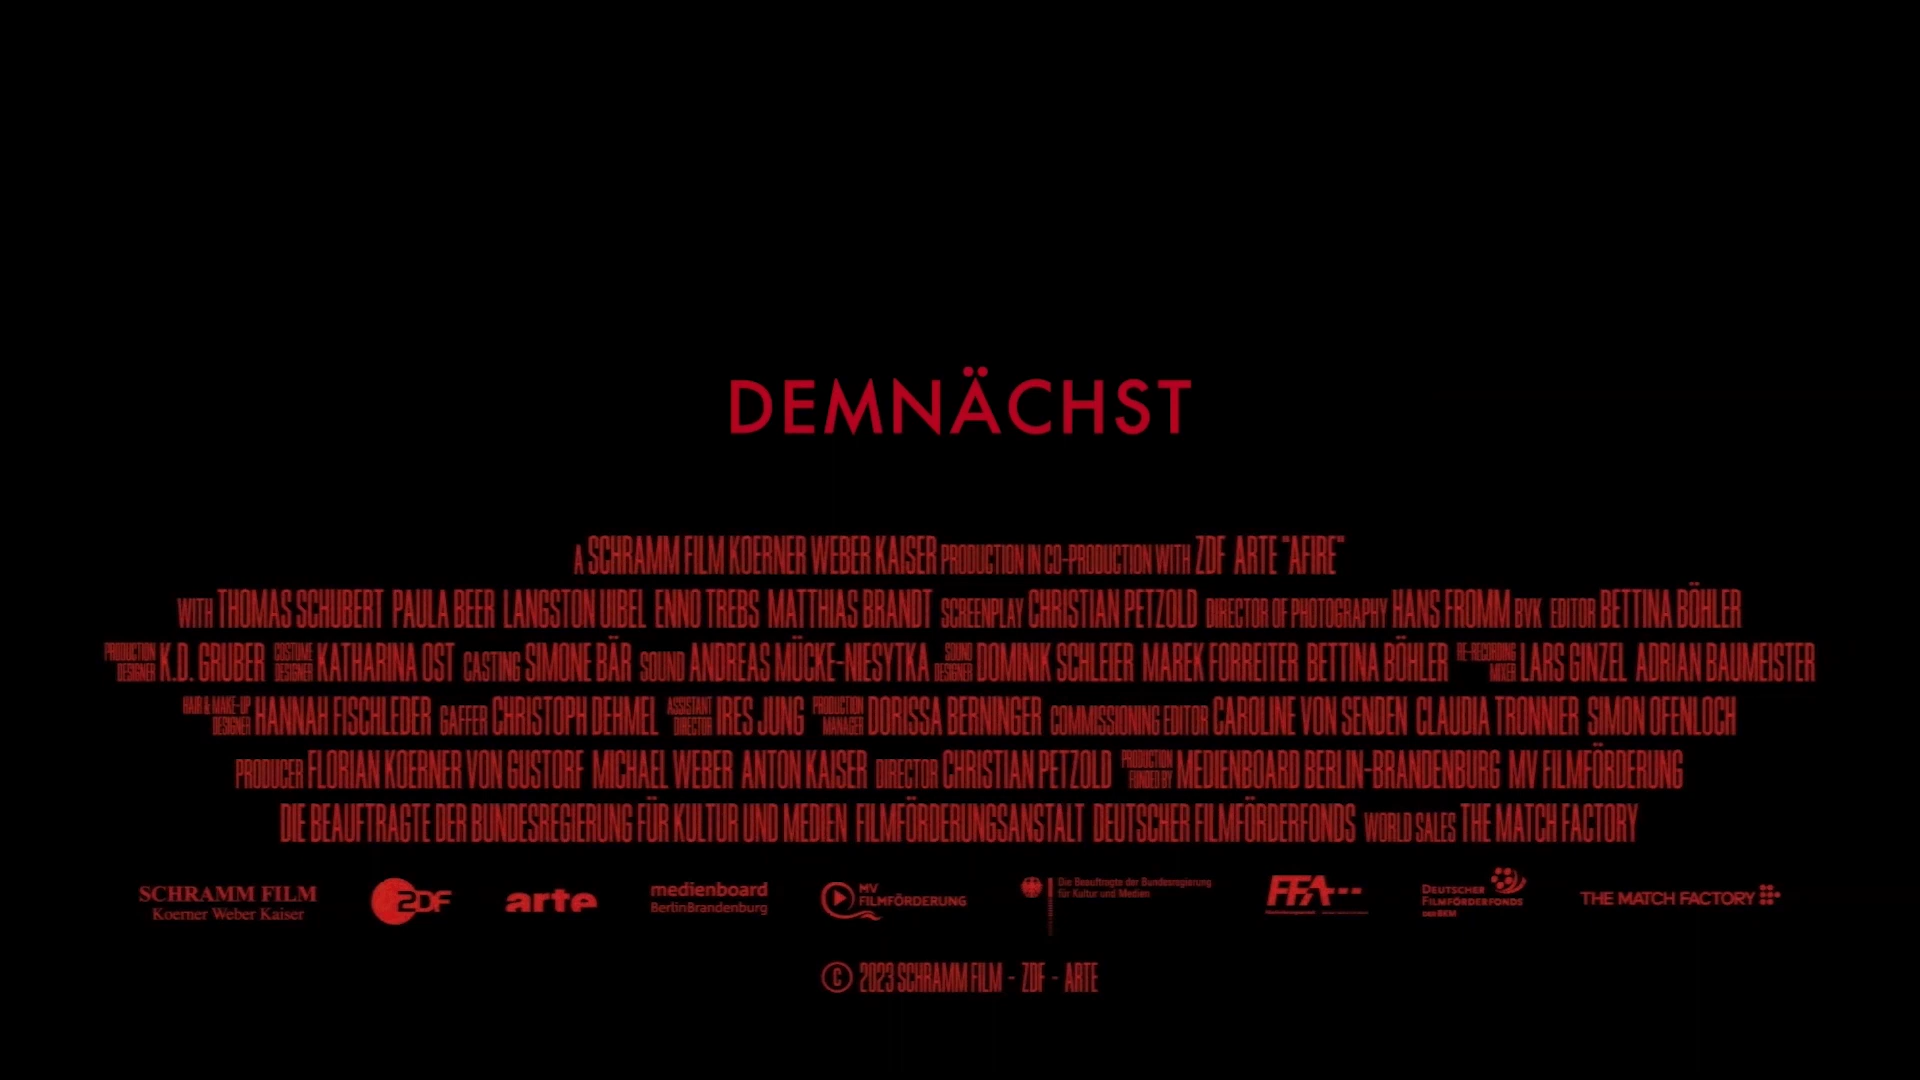 DEMNÄCHST
A SCHRAMM FILM KOERNER WEBER KAISER PRODUCTION IN CO-PRODUCTION WITH ZDF ARTE "AFIRE"
WITH THOMAS SCHUBERT PAULA BEER LANGSTON UIBEL ENNO TREBS MATTHIAS BRANDT SCREENPLAY CHRISTIAN PETZOLD DIRECTOR OF PHOTOGRAPHY HANS FROMM BVK EDITOR BETTINA BÖHLER
PRODUCTION DESIGNER K.D. GRUBER COSTUME DESIGNER KATHARINA OST CASTING SIMONE BÄR SOUND ANDREAS MÜCKE-NIESYTKA SOUND DESIGNER DOMINIK SCHLEIER MAREK FORREITER BETTINA BÖHLER RE-RECORDING MIXER LARS GINZEL ADRIAN BAUMEISTER
HAIR & MAKE-UP DESIGNER HANNAH FISCHLEDER GAFFER CHRISTOPH DEHMEL ASSISTANT DIRECTOR IRES JUNG PRODUCTION MANAGER DORISSA BERNINGER COMMISSIONING EDITOR CAROLINE VON SENDEN CLAUDIA TRONNIER SIMON OFENLOCH
PRODUCER FLORIAN KOERNER VON GUSTORF MICHAEL WEBER ANTON KAISER DIRECTOR CHRISTIAN PETZOLD PRODUCTION FUNDED BY MEDIENBOARD BERLIN-BRANDENBURG MV FILMFÖRDERUNG
DIE BEAUFTRAGTE DER BUNDESREGIERUNG FÜR KULTUR UND MEDIEN FILMFÖRDERUNGSANSTALT DEUTSCHER FILMFÖRDERFONDS WORLD SALES THE MATCH FACTORY
SCHRAMM FILM
Koerner Weber Kaiser
ZDF
arte
medienboard
BerlinBrandenburg
MV
FILMFÖRDERUNG
Die Beauftragte der Bundesregierung
für Kultur und Medien
FFA
DEUTSCHER
FILMFÖRDERFONDS
DER BKM
THE MATCH FACTORY
© 2023 SCHRAMM FILM - ZDF - ARTE